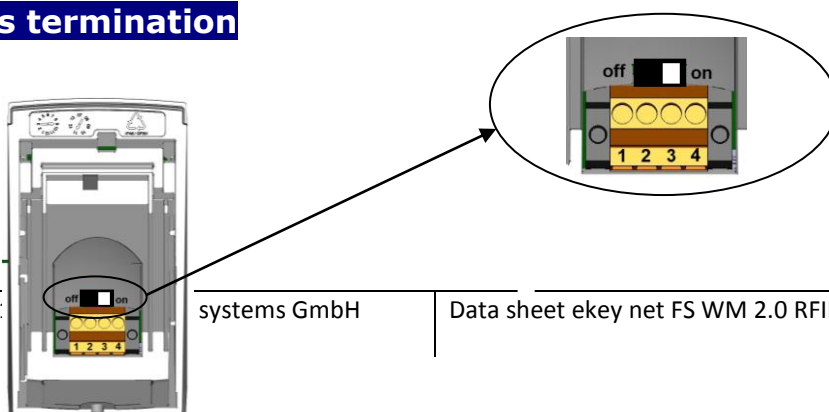 s termination
off on
1 2 3 4
systems GmbH
Data sheet ekey net FS WM 2.0 RFI
off on
1 2 3 4